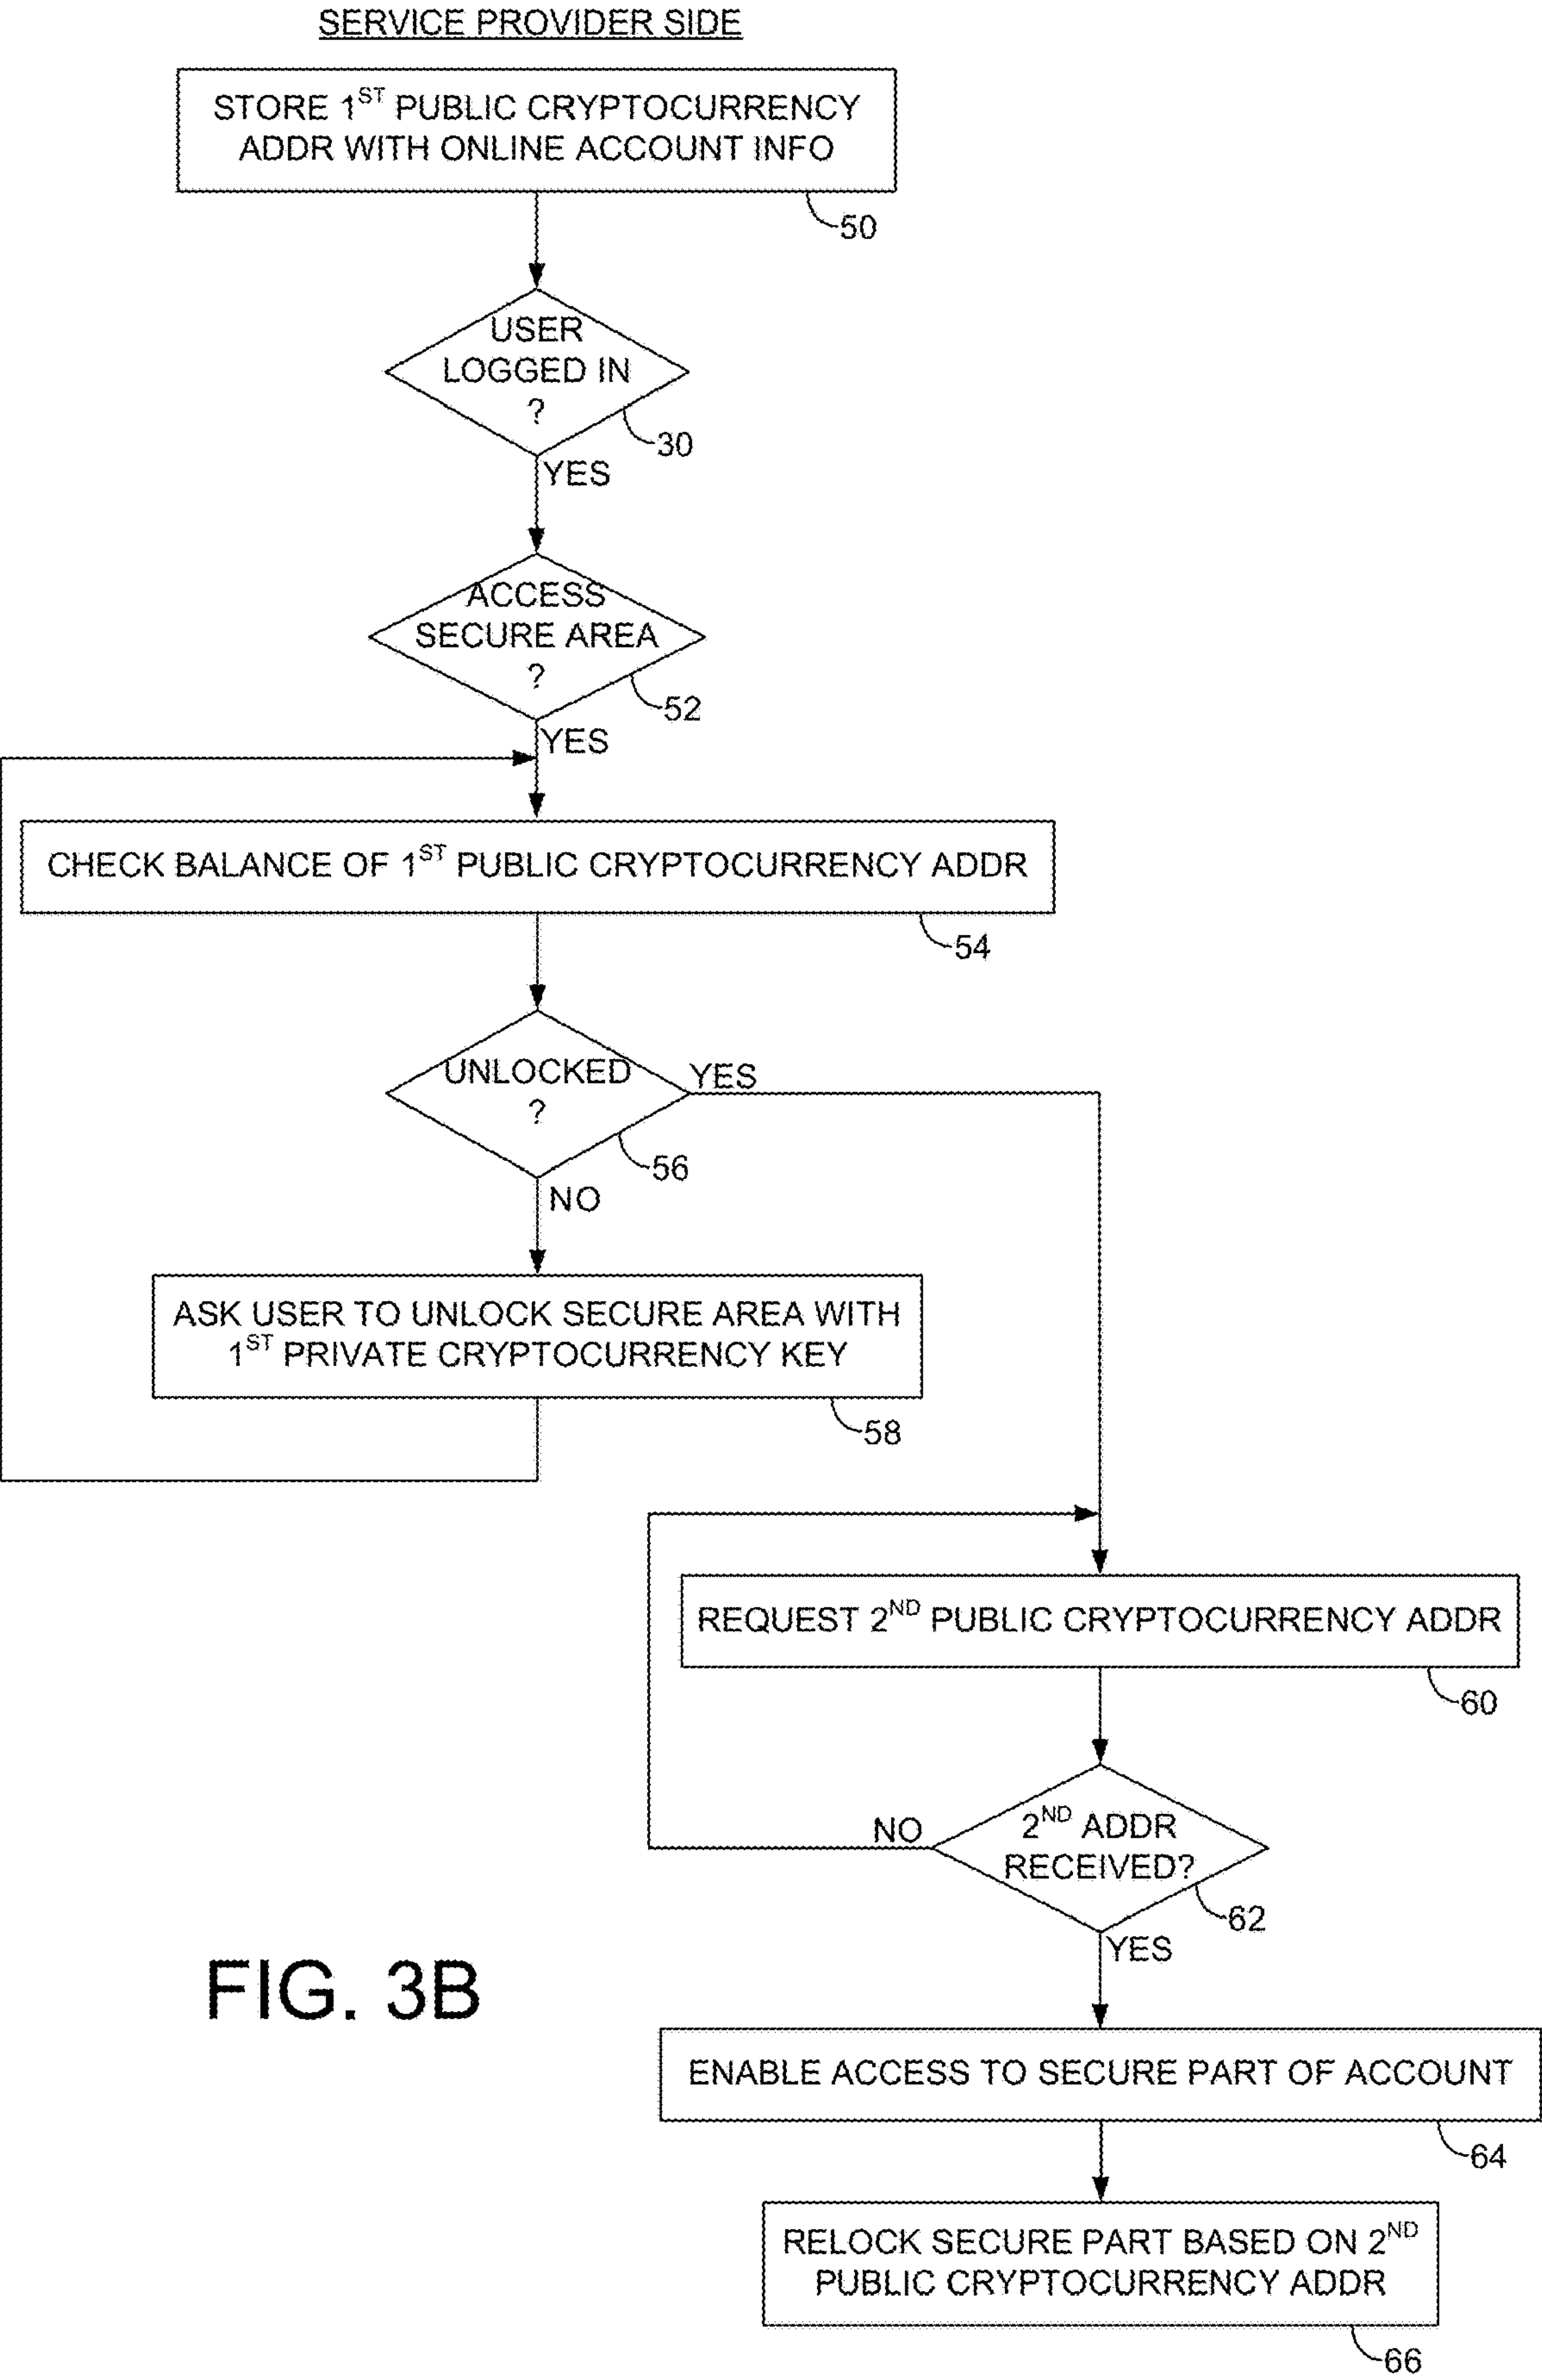 SERVICE PROVIDER SIDE
STORE 1ST PUBLIC CRYPTOCURRENCY
ADDR WITH ONLINE ACCOUNT INFO
50
USER
LOGGED IN
?
30
YES
ACCESS
SECURE AREA
?
52
YES
CHECK BALANCE OF 1ST PUBLIC CRYPTOCURRENCY ADDR
54
UNLOCKED
?
YES
56
NO
ASK USER TO UNLOCK SECURE AREA WITH
1ST PRIVATE CRYPTOCURRENCY KEY
58
REQUEST 2ND PUBLIC CRYPTOCURRENCY ADDR
60
NO
2ND ADDR
RECEIVED?
62
YES
FIG. 3B
ENABLE ACCESS TO SECURE PART OF ACCOUNT
64
RELOCK SECURE PART BASED ON 2ND
PUBLIC CRYPTOCURRENCY ADDR
66